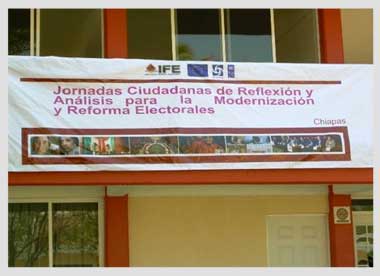 IFE
Jornadas Ciudadanas de Reflexión y
Análisis para la Modernización
y Reforma Electorales
Chiapas